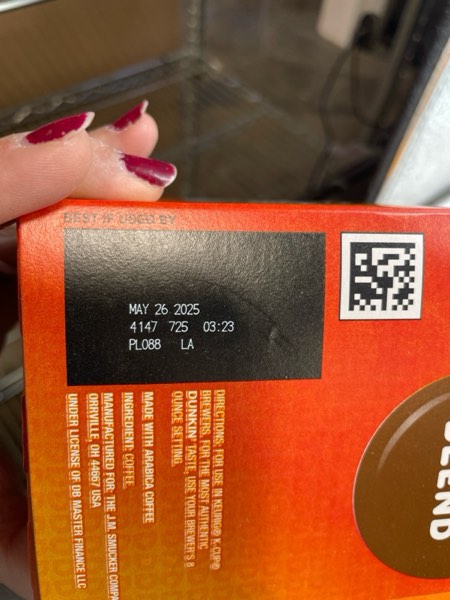 BEST IF USED BY
MAY 26 2025
4147 725 03:23
PL088 LA
DIRECTIONS: FOR USE IN KEURIG® K-CUP®
BREWERS. FOR THE MOST AUTHENTIC
DUNKIN' TASTE, USE YOUR BREWER'S 8
OUNCE SETTING.
MADE WITH ARABICA COFFEE
INGREDIENT: COFFEE.
MANUFACTURED FOR: THE J.M. SMUCKER
ORRVILLE, OH 44667 USA
UNDER LICENSE OF DB MASTER FINANCE LLC
BLEND